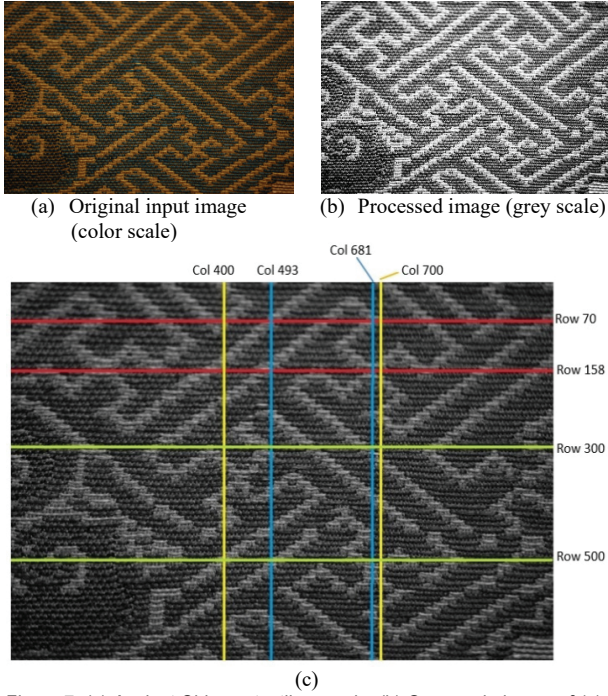 (a) Original input image
(color scale)
(b) Processed image (grey scale)
Col 681
Col 400
Col 493
Col 700
Row 70
Row 158
Row 300
Row 500
(c)